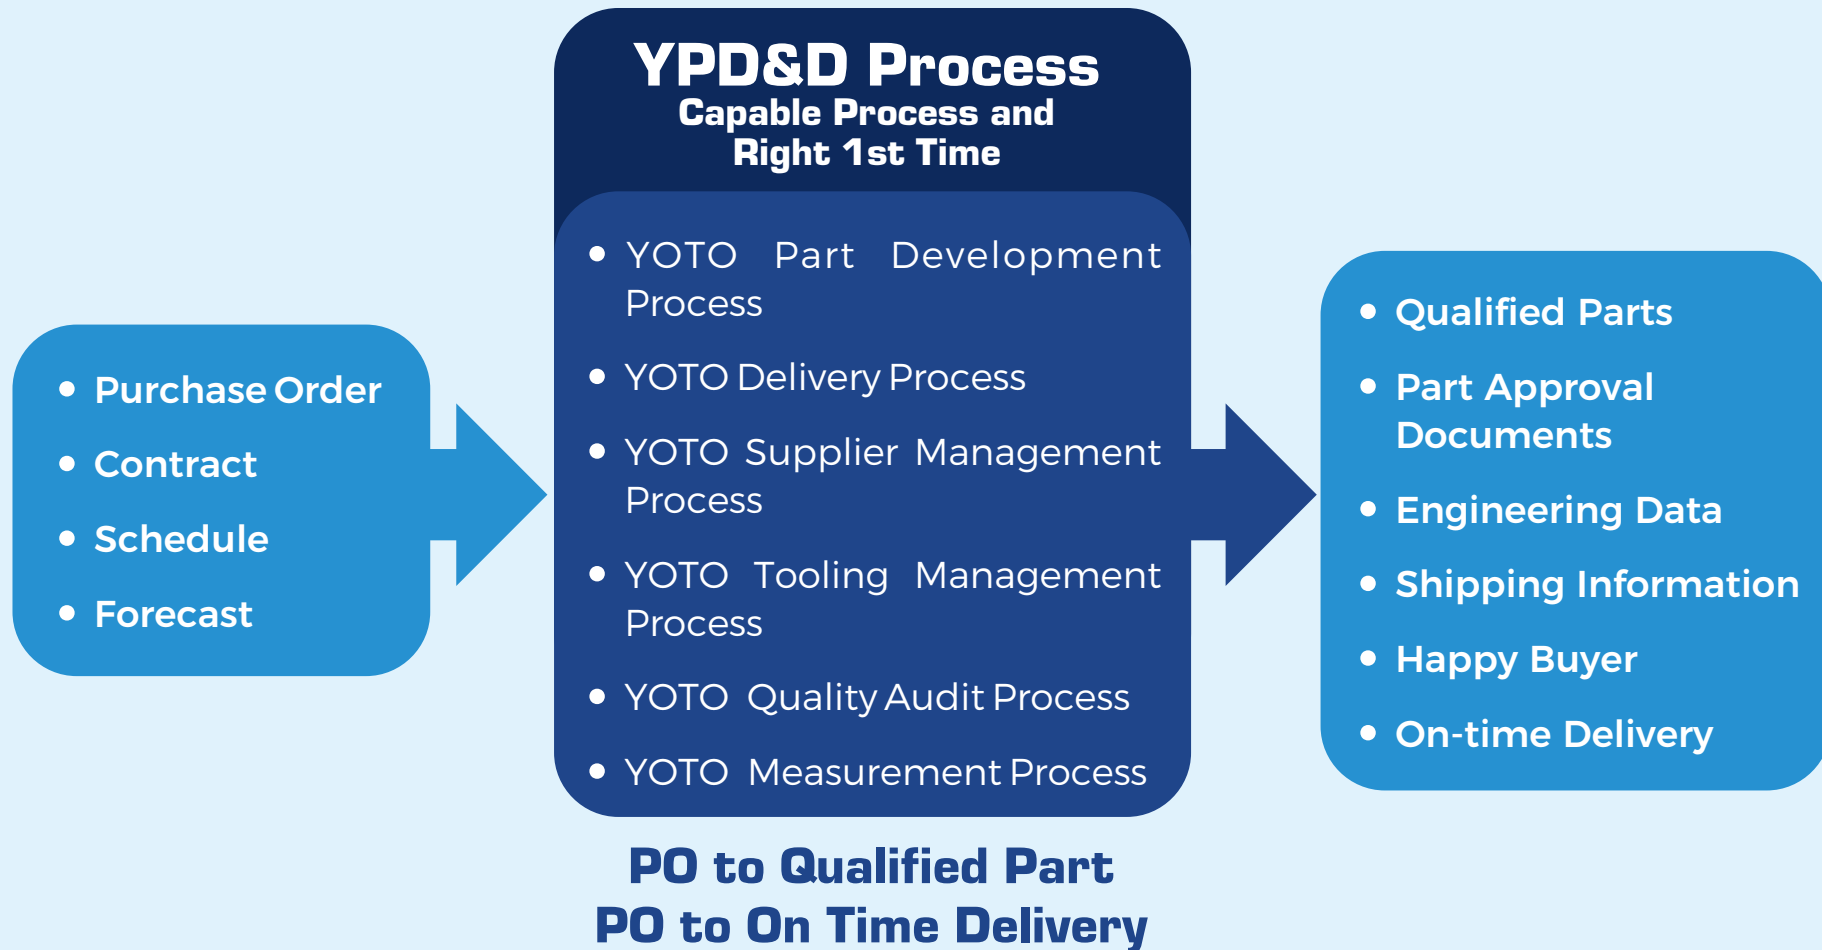 YPD&D Process
Capable Process and
Right 1st Time
Purchase Order
Contract
Schedule
Forecast
YOTO Part Development
Process
YOTO Delivery Process
YOTO Supplier Management
Process
YOTO Tooling Management
Process
YOTO Quality Audit Process
YOTO Measurement Process
Qualified Parts
Part Approval
Documents
Engineering Data
Shipping Information
Happy Buyer
On-time Delivery
PO to Qualified Part
PO to On Time Delivery